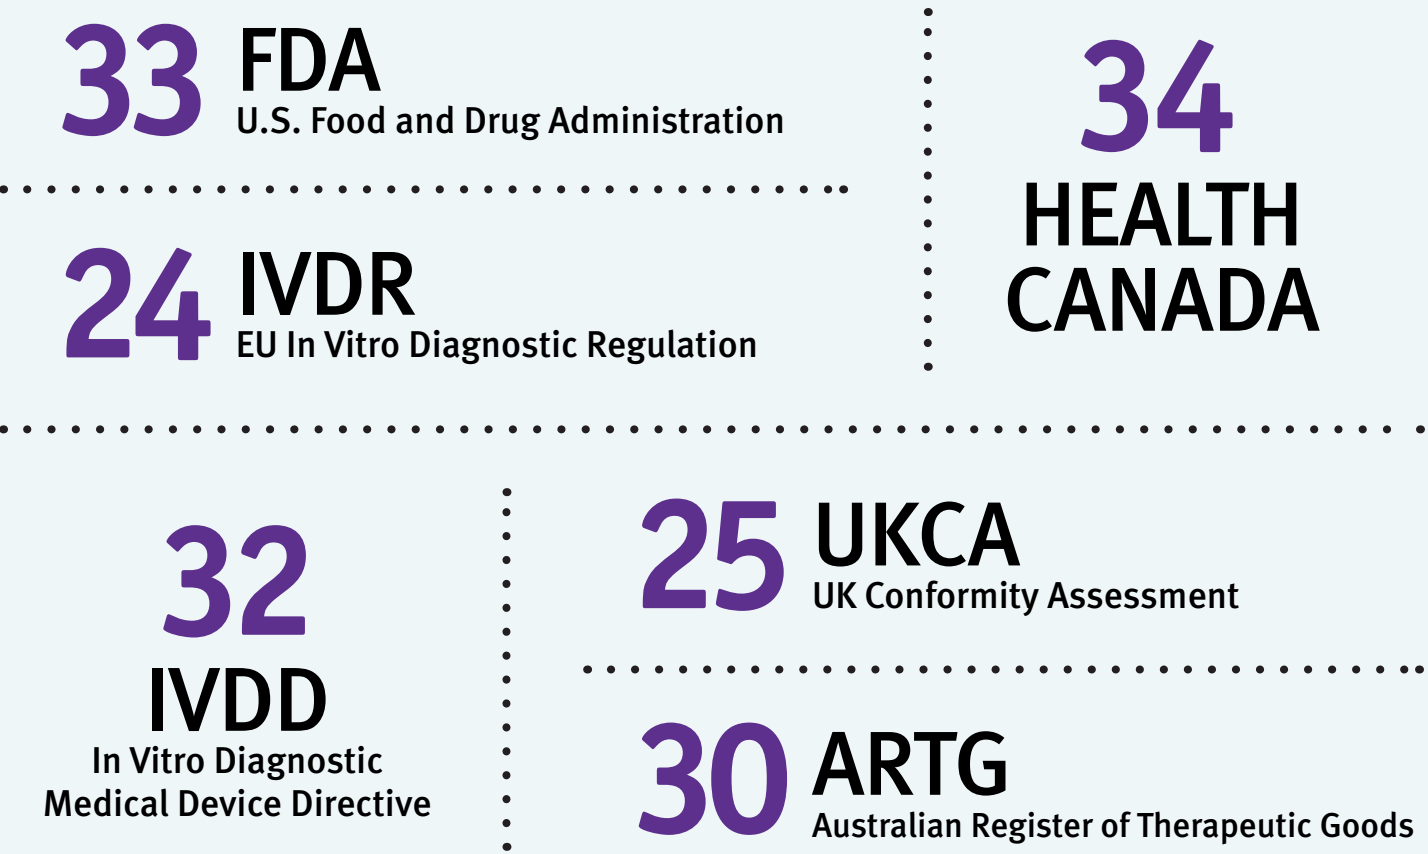 33 FDA
U.S. Food and Drug Administration
24 IVDR
EU In Vitro Diagnostic Regulation
34
HEALTH
CANADA
32
IVDD
In Vitro Diagnostic
Medical Device Directive
25 UKCA
UK Conformity Assessment
30 ARTG
Australian Register of Therapeutic Goods